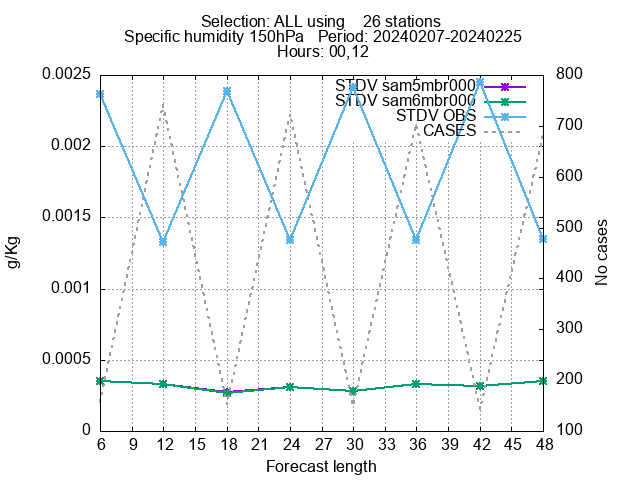 Selection: ALL using    26 stations
Specific humidity 150hPa   Period: 20240207-20240225
Hours: 00,12
STDV sam5mbr000
STDV sam6mbr000
STDV OBS
CASES
0.0025
0.002
0.0015
0.001
0.0005
0
g/Kg
800
700
600
500
400
300
200
100
No cases
6 9 12 15 18 21 24 27 30 33 36 39 42 45 48
Forecast length